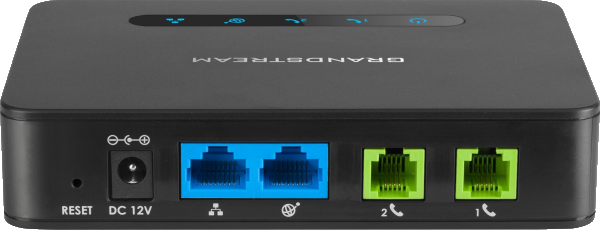 GRANDSTREAM
RESET
DC 12V
2
1